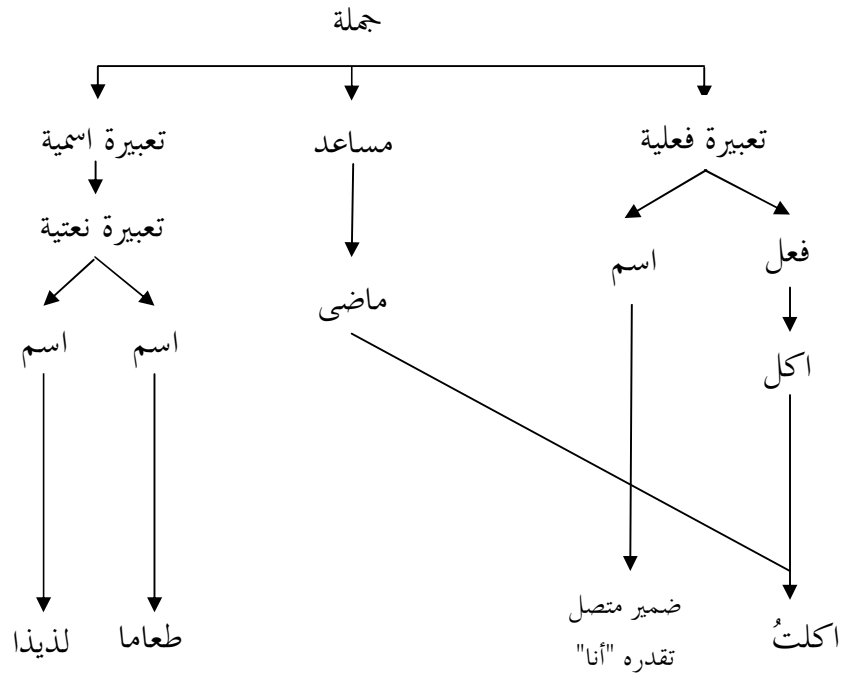 جملة
تعبيرة فعلية
مساعد
تعبيرة اسمية
تعبيرة نعتية
فعل
اسم
ماضى
اسم
اسم
اكل
ضمير متصل
تقدره "أنا"
اكلتُ
طعاما
لذيذا